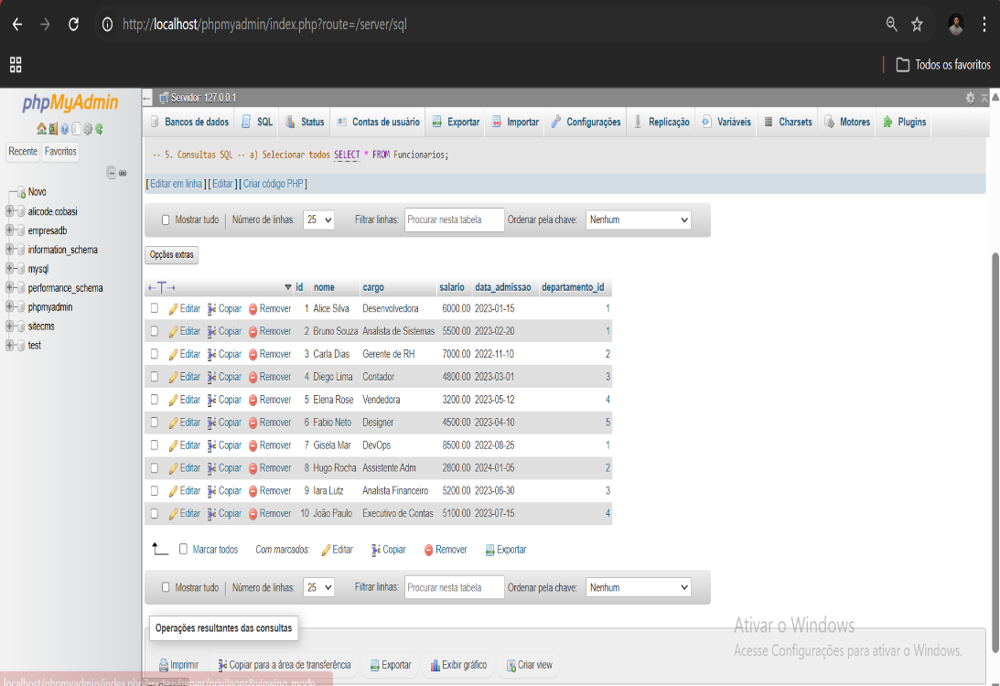 http://localhost/phpmyadmin/index.php?route=/server/sql
Todos os favoritos
phpMyAdmin
Recente Favoritos
Novo
alicode.cobasi
empresadb
information_schema
mysql
performance_schema
phpmyadmin
sitecms
test
Servidor: 127.0.0.1
Bancos de dados SQL Status Contas de usuário Exportar Importar Configurações Replicação Variáveis Charsets Motores Plugins
-- 5. Consultas SQL -- a) Selecionar todos SELECT * FROM Funcionarios;
[ Editar em linha ] [ Editar ] [ Criar código PHP ]
Mostrar tudo Número de linhas: 25 Filtrar linhas: Procurar nesta tabela Ordenar pela chave: Nenhum
Opções extras
←T→ ▼ id nome cargo salario data_admissao departamento_id
Editar Copiar Remover 1 Alice Silva Desenvolvedora 6000.00 2023-01-15 1
Editar Copiar Remover 2 Bruno Souza Analista de Sistemas 5500.00 2023-02-20 1
Editar Copiar Remover 3 Carla Dias Gerente de RH 7000.00 2022-11-10 2
Editar Copiar Remover 4 Diego Lima Contador 4800.00 2023-03-01 3
Editar Copiar Remover 5 Elena Rose Vendedora 3200.00 2023-05-12 4
Editar Copiar Remover 6 Fabio Neto Designer 4500.00 2023-04-10 5
Editar Copiar Remover 7 Gisela Mar DevOps 8500.00 2022-08-25 1
Editar Copiar Remover 8 Hugo Rocha Assistente Adm 2800.00 2024-01-05 2
Editar Copiar Remover 9 Iara Lutz Analista Financeiro 5200.00 2023-06-30 3
Editar Copiar Remover 10 João Paulo Executivo de Contas 5100.00 2023-07-15 4
Marcar todos Com marcados: Editar Copiar Remover Exportar
Mostrar tudo Número de linhas: 25 Filtrar linhas: Procurar nesta tabela Ordenar pela chave: Nenhum
Operações resultantes das consultas
Imprimir Copiar para a área de transferência Exportar Exibir gráfico Criar view
Ativar o Windows
Acesse Configurações para ativar o Windows.